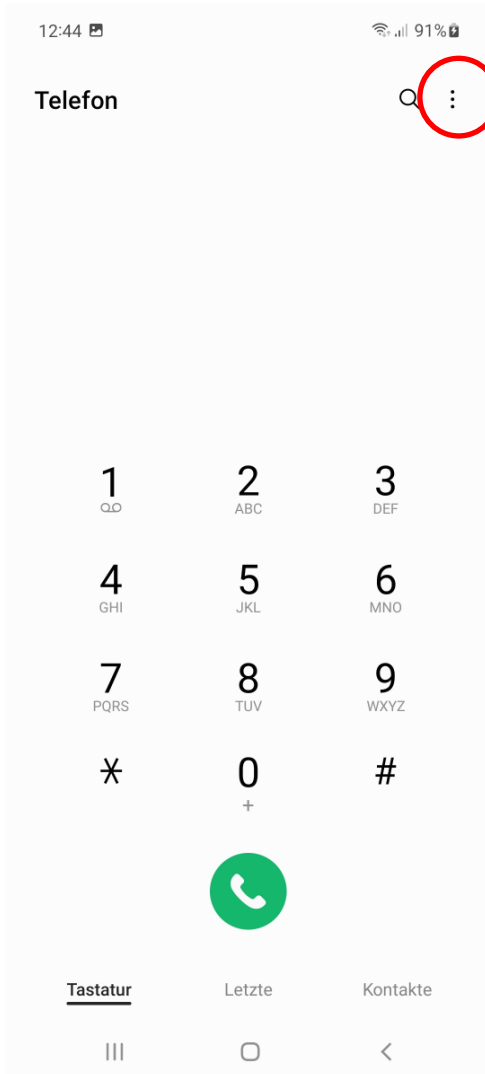 12:44 91%
Telefon
1 2 3
ABC DEF
4 5 6
GHI JKL MNO
7 8 9
PQRS TUV WXYZ
* 0 #
+
Tastatur Letzte Kontakte